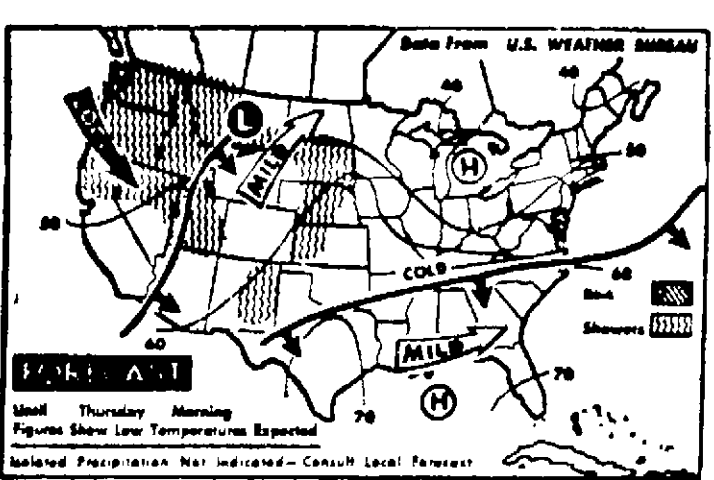 Data From U.S. WEATHER BUREAU
40
40
COLD
L
MILD
H
50
50
COLD
60
Rain
Showers
60
MILD
FORECAST
70
H
70
Until Thursday Morning
Figures Show Low Temperatures Expected
Isolated Precipitation Not Indicated — Consult Local Forecast